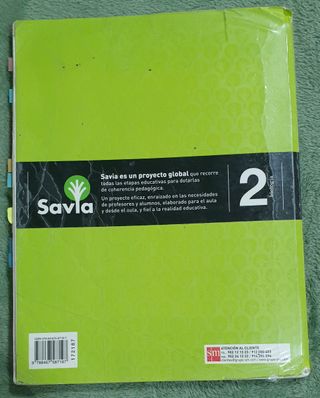 Savia es un proyecto global que recorre
todas las etapas educativas para dotarlas
de coherencia pedagógica.
Un proyecto eficaz, enraizado en las necesidades
de profesores y alumnos, elaborado para el aula
y desde el aula, y fiel a la realidad educativa.
Savia
2
sm
ATENCIÓN AL CLIENTE
172187